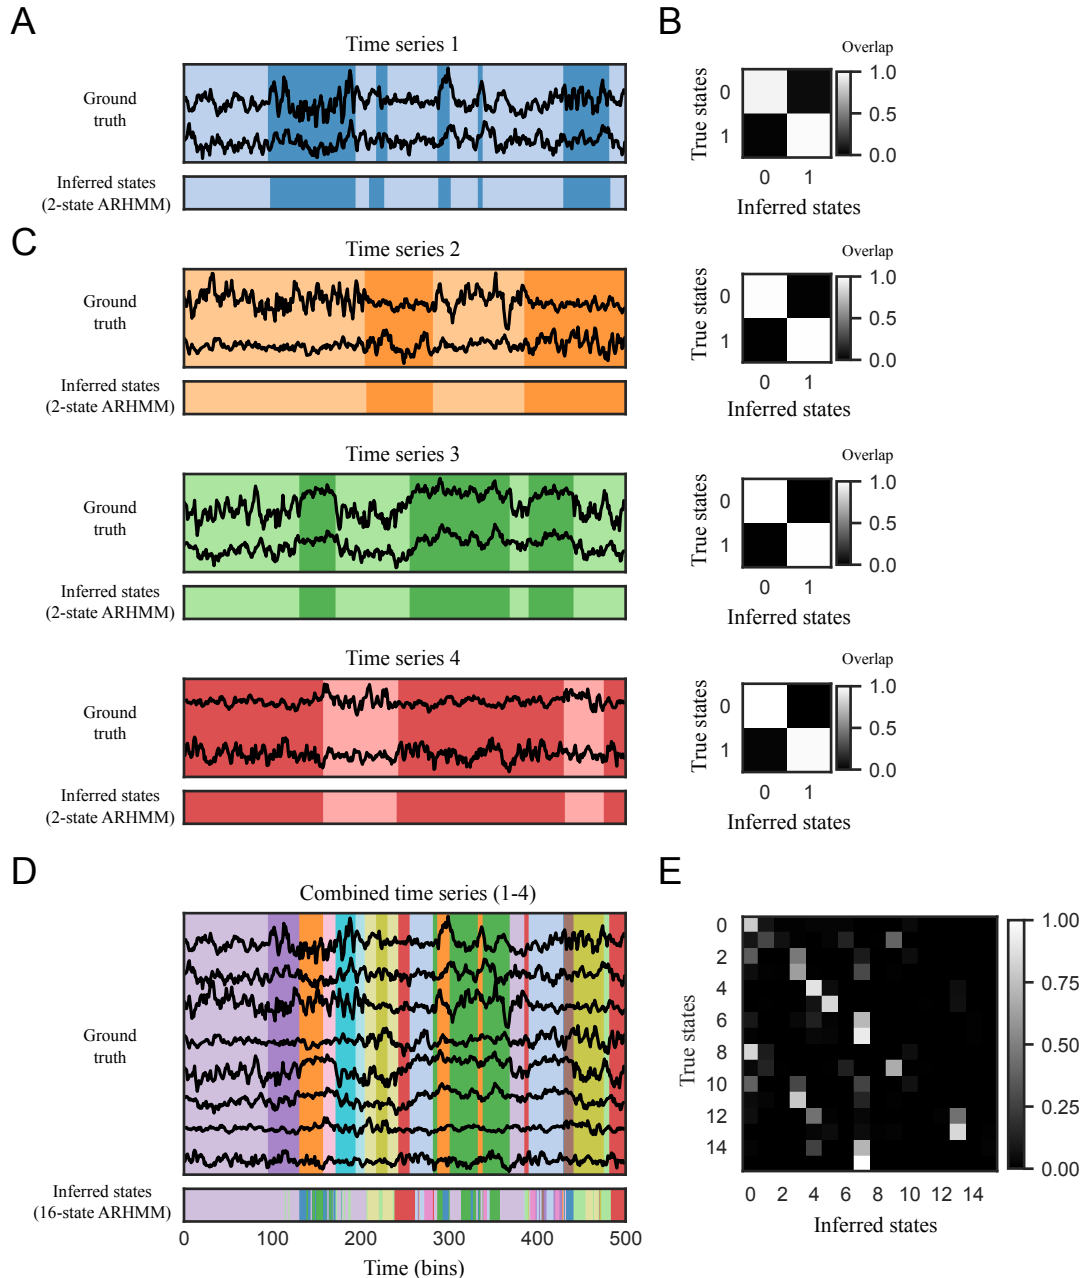 A
B
Time series 1
Ground
truth
Inferred states
(2-state ARHMM)
Overlap
True states
0
1
1.0
0.5
0.0
0 1
Inferred states
C
Time series 2
Ground
truth
Inferred states
(2-state ARHMM)
Overlap
True states
0
1
1.0
0.5
0.0
0 1
Inferred states
Time series 3
Ground
truth
Inferred states
(2-state ARHMM)
Overlap
True states
0
1
1.0
0.5
0.0
0 1
Inferred states
Time series 4
Ground
truth
Inferred states
(2-state ARHMM)
Overlap
True states
0
1
1.0
0.5
0.0
0 1
Inferred states
D
Combined time series (1-4)
Ground
truth
Inferred states
(16-state ARHMM)
0 100 200 300 400 500
Time (bins)
E
True states
0
2
4
6
8
10
12
14
0 2 4 6 8 10 12 14
Inferred states
1.00
0.75
0.50
0.25
0.00